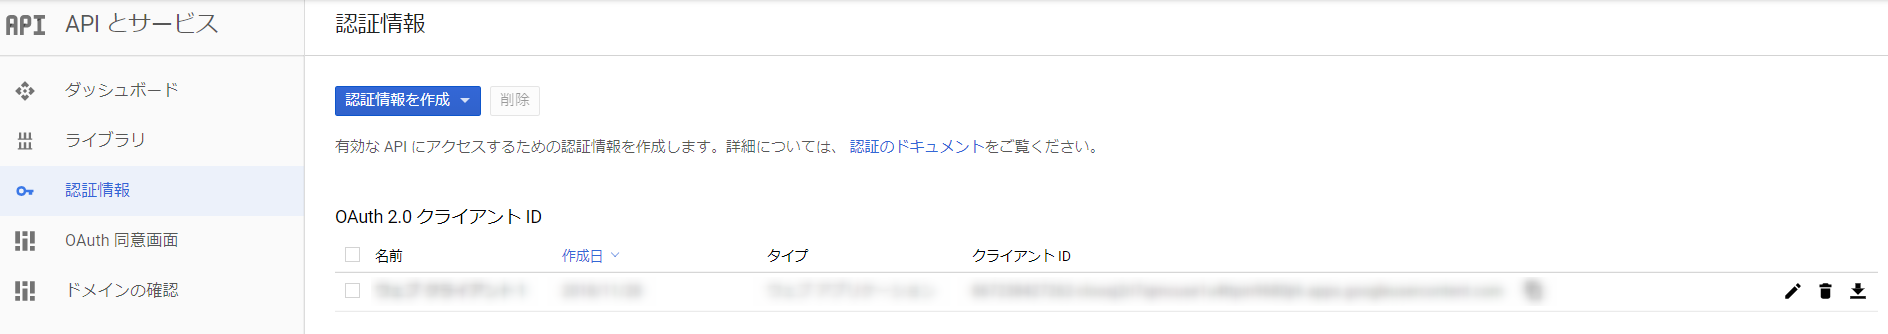 API API とサービス
認証情報
ダッシュボード
ライブラリ
認証情報
OAuth 同意画面
ドメインの確認
認証情報を作成 削除
有効な API にアクセスするための認証情報を作成します。詳細については、 認証のドキュメントをご覧ください。
OAuth 2.0 クライアント ID
名前 作成日 タイプ クライアント ID